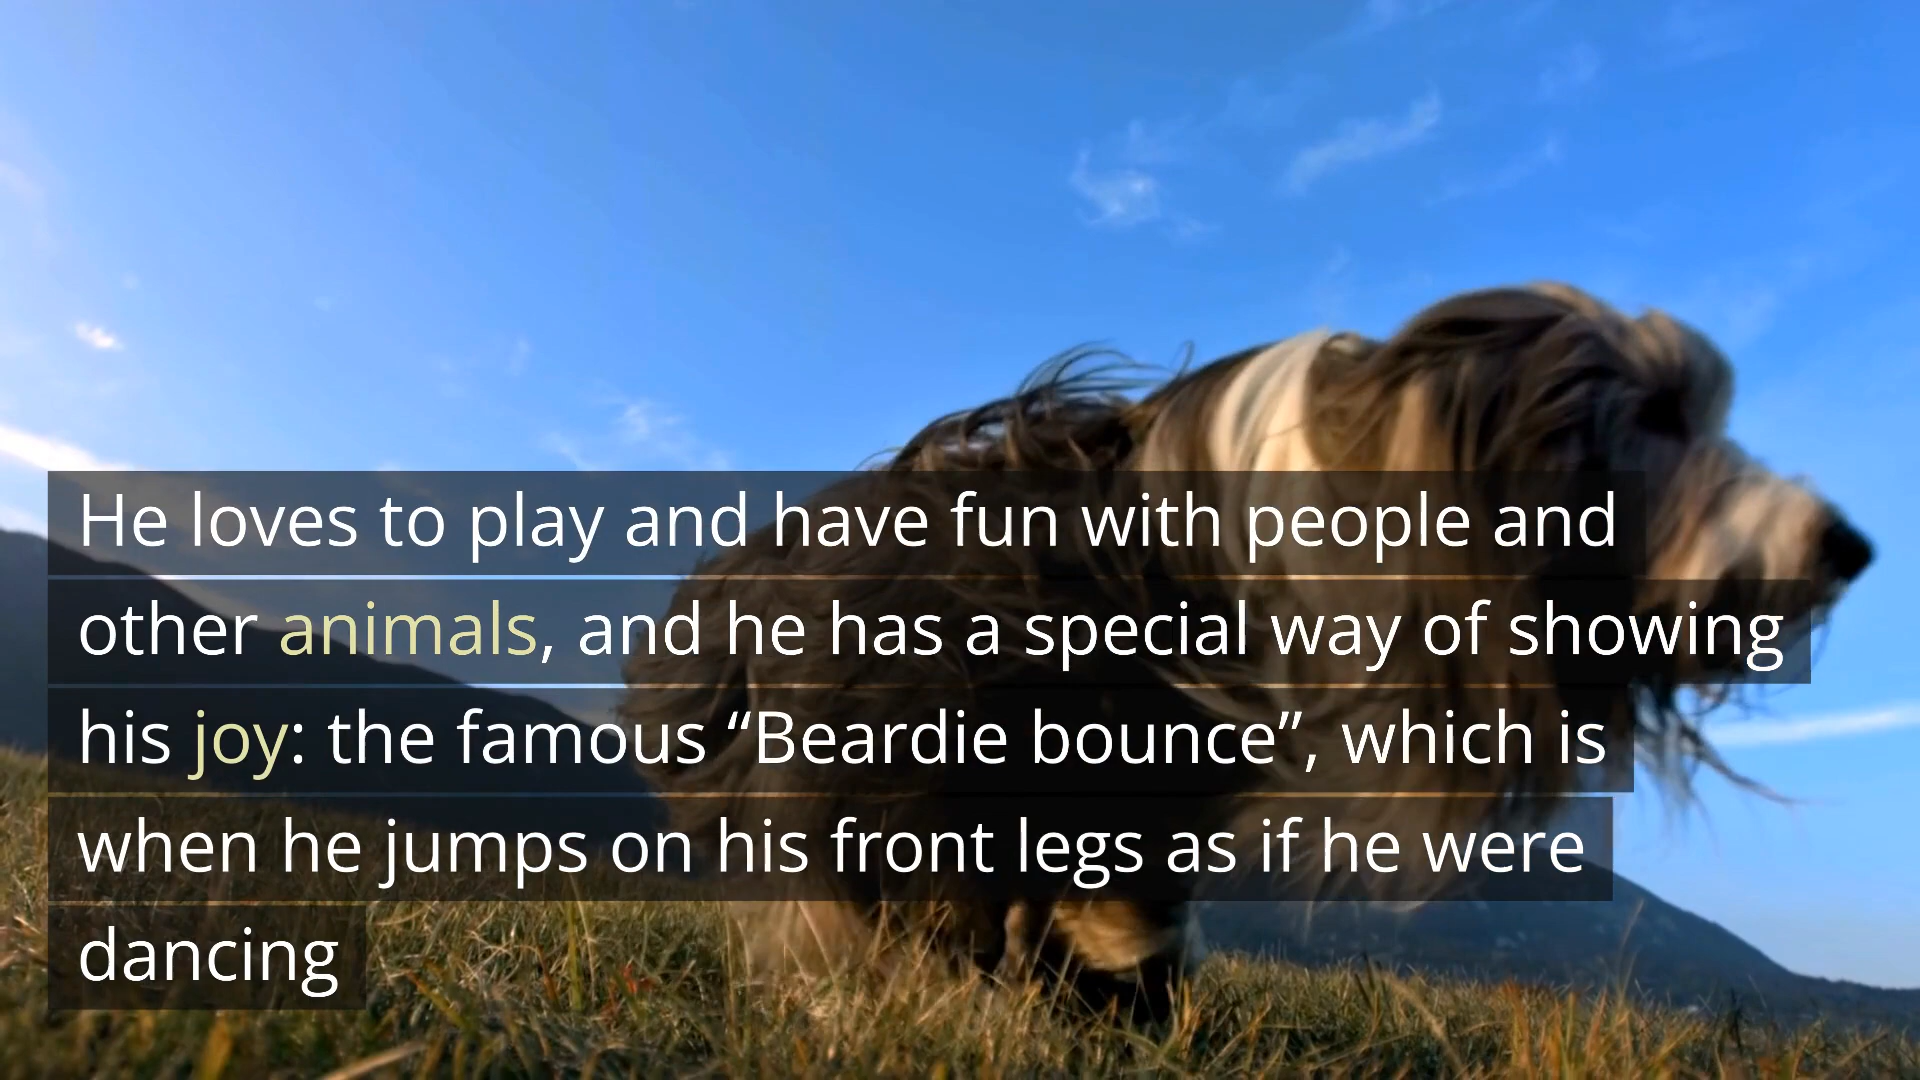 He loves to play and have fun with people and
other animals, and he has a special way of showing
his joy: the famous “Beardie bounce”, which is
when he jumps on his front legs as if he were
dancing